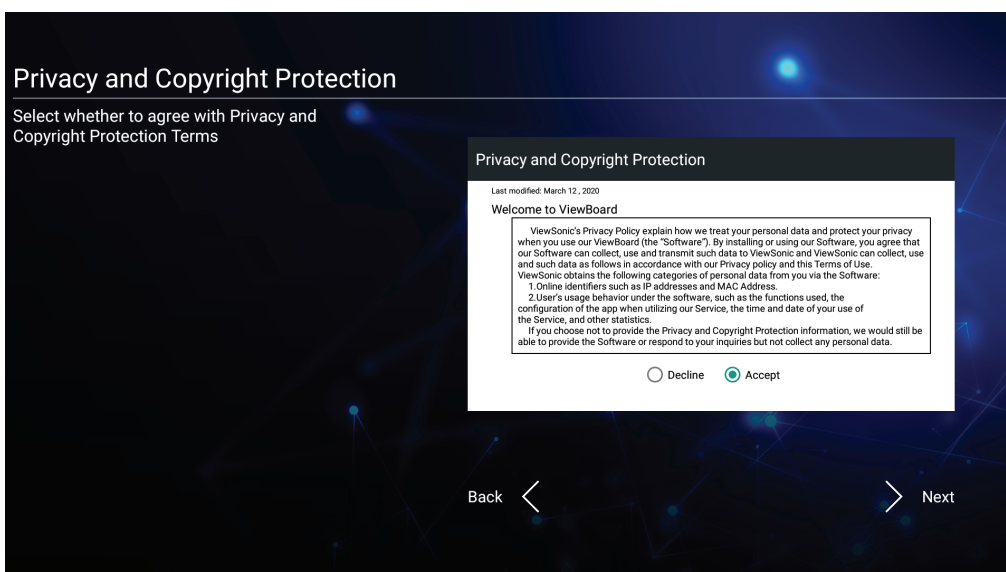 Privacy and Copyright Protection
Select whether to agree with Privacy and
Copyright Protection Terms
Privacy and Copyright Protection
Last modified: March 12 , 2020
Welcome to ViewBoard
ViewSonic's Privacy Policy explain how we treat your personal data and protect your privacy
when you use our ViewBoard (the “Software”). By installing or using our Software, you agree that
our Software can collect, use and transmit such data to ViewSonic and ViewSonic can collect, use
and such data as follows in accordance with our Privacy policy and this Terms of Use.
ViewSonic obtains the following categories of personal data from you via the Software:
1.Online identifiers such as IP addresses and MAC Address.
2.User's usage behavior under the software, such as the functions used, the
configuration of the app when utilizing our Service, the time and date of your use of
the Service, and other statistics.
If you choose not to provide the Privacy and Copyright Protection information, we would still be
able to provide the Software or respond to your inquiries but not collect any personal data.
Decline Accept
Back Next